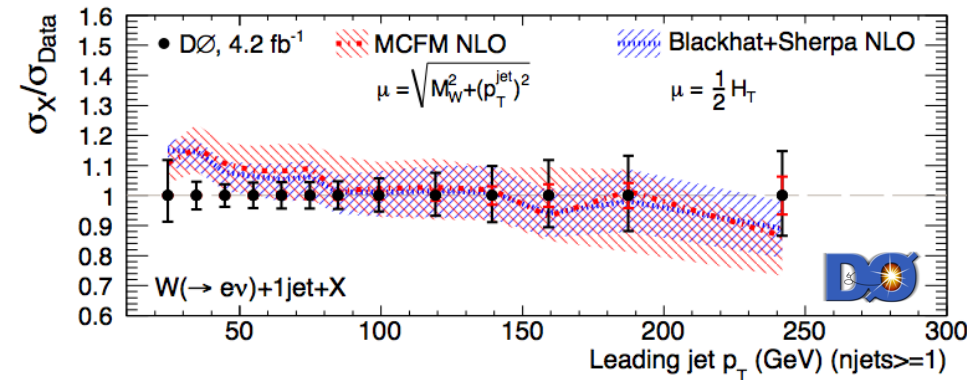 σ_X/σ_Data
1.6
1.5
1.4
1.3
1.2
1.1
1
0.9
0.8
0.7
0.6
DØ, 4.2 fb⁻¹
MCFM NLO
μ = √(M_W² + (p_T^jet)²)
Blackhat+Sherpa NLO
μ = ½ H_T
W(→ eν)+1jet+X
DØ
50 100 150 200 250 300
Leading jet p_T (GeV) (njets>=1)